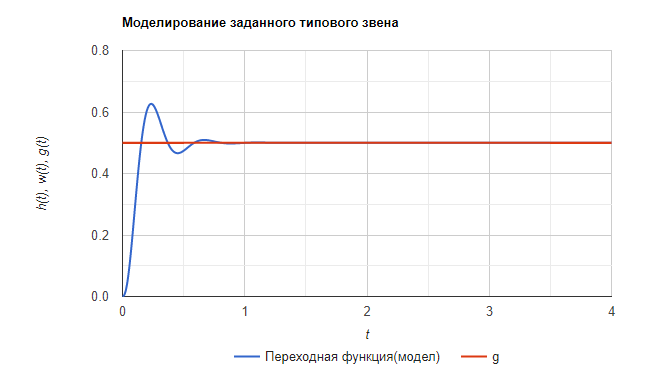 Моделирование заданного типового звена
h(t), w(t), g(t)
0.8
0.6
0.4
0.2
0.0
0 1 2 3 4
t
Переходная функция(модел) g